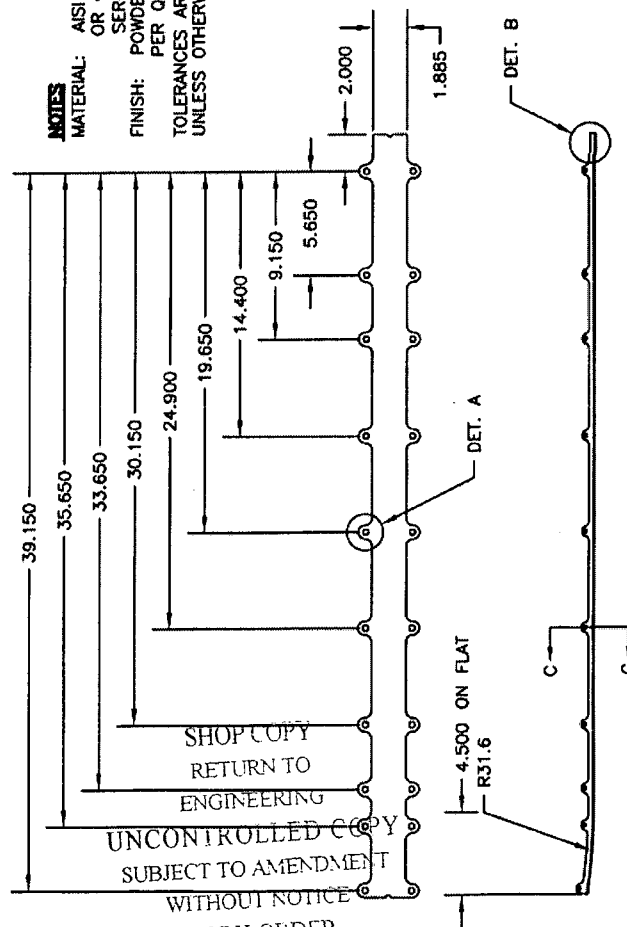 NOTES
MATERIAL: AISI
OR
SER
FINISH: POWDE
PER Q
TOLERANCES AR
UNLESS OTHERW
39.150
35.650
33.650
30.150
24.900
19.650
14.400
9.150
5.650
2.000
1.885
DET. A
DET. B
4.500 ON FLAT
R31.6
C
C
SHOP COPY
RETURN TO
ENGINEERING
UNCONTROLLED COPY
SUBJECT TO AMENDMENT
WITHOUT NOTICE